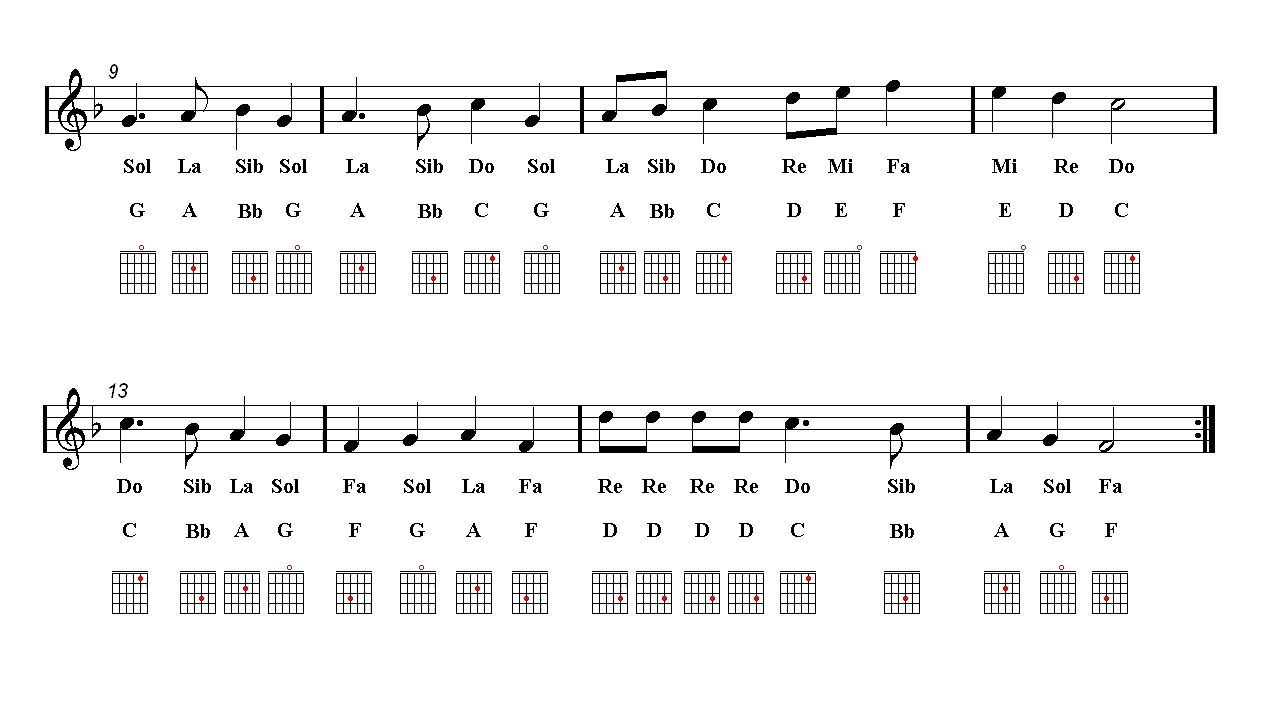 9
Sol La Sib Sol La Sib Do Sol La Sib Do Re Mi Fa Mi Re Do
G A Bb G A Bb C G A Bb C D E F E D C
13
Do Sib La Sol Fa Sol La Fa Re Re Re Re Do Sib La Sol Fa
C Bb A G F G A F D D D D C Bb A G F